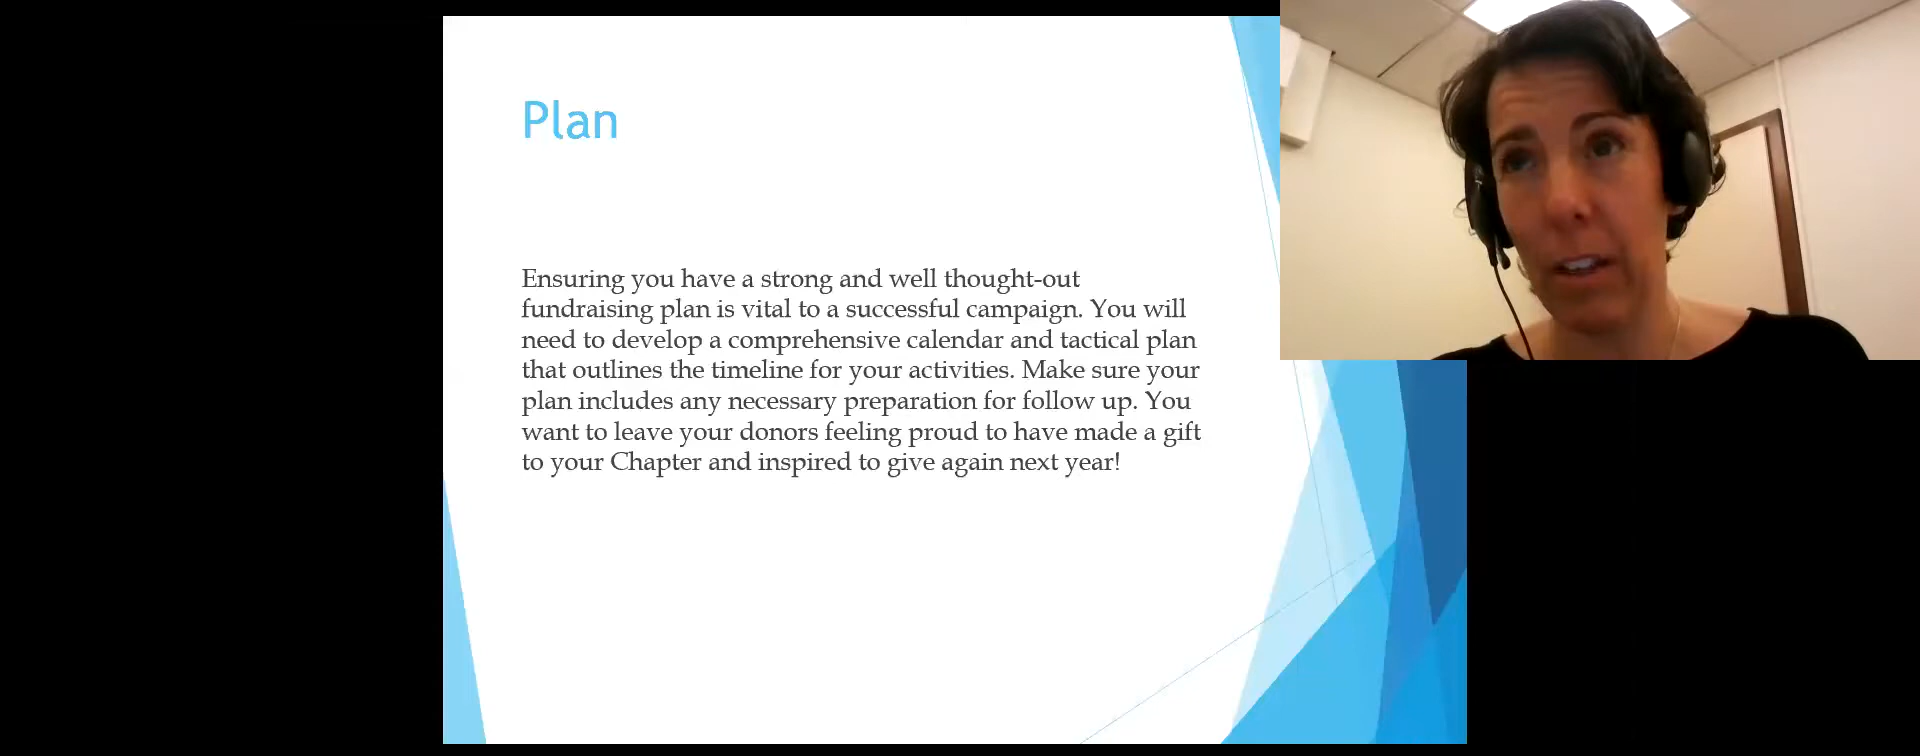 Plan
Ensuring you have a strong and well thought-out
fundraising plan is vital to a successful campaign. You will
need to develop a comprehensive calendar and tactical plan
that outlines the timeline for your activities. Make sure your
plan includes any necessary preparation for follow up. You
want to leave your donors feeling proud to have made a gift
to your Chapter and inspired to give again next year!